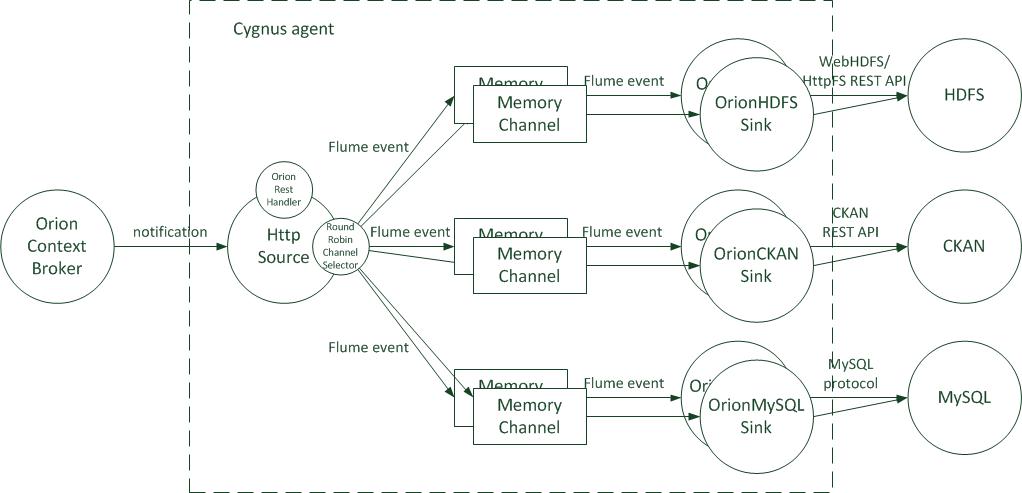 Cygnus agent
WebHDFS/
HttpFS REST API
Memory
Flume event
Memory
Channel
OrionHDFS
Sink
HDFS
Flume event
Orion
Rest
Handler
Orion
Context
Broker
notification
Http
Source
Round
Robin
Channel
Selector
Flume event
Memory
Flume event
Memory
Channel
OrionCKAN
Sink
CKAN
REST API
CKAN
Flume event
Memory
Flume event
Memory
Channel
OrionMySQL
Sink
MySQL
protocol
MySQL